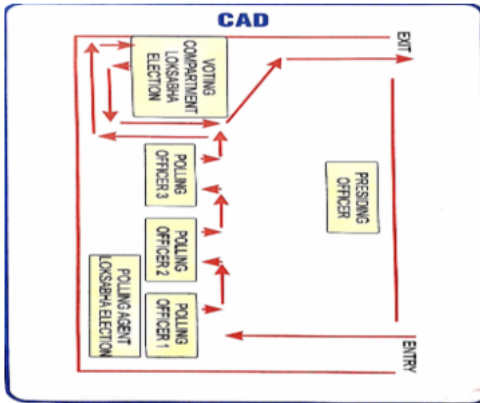 CAD
EXIT
VOTING
COMPARTMENT
LOKSABHA
ELECTION
POLLING
OFFICER 3
PRESIDING
OFFICER
POLLING
OFFICER 2
POLLING AGENT
LOKSABHA ELECTION
POLLING
OFFICER 1
ENTRY